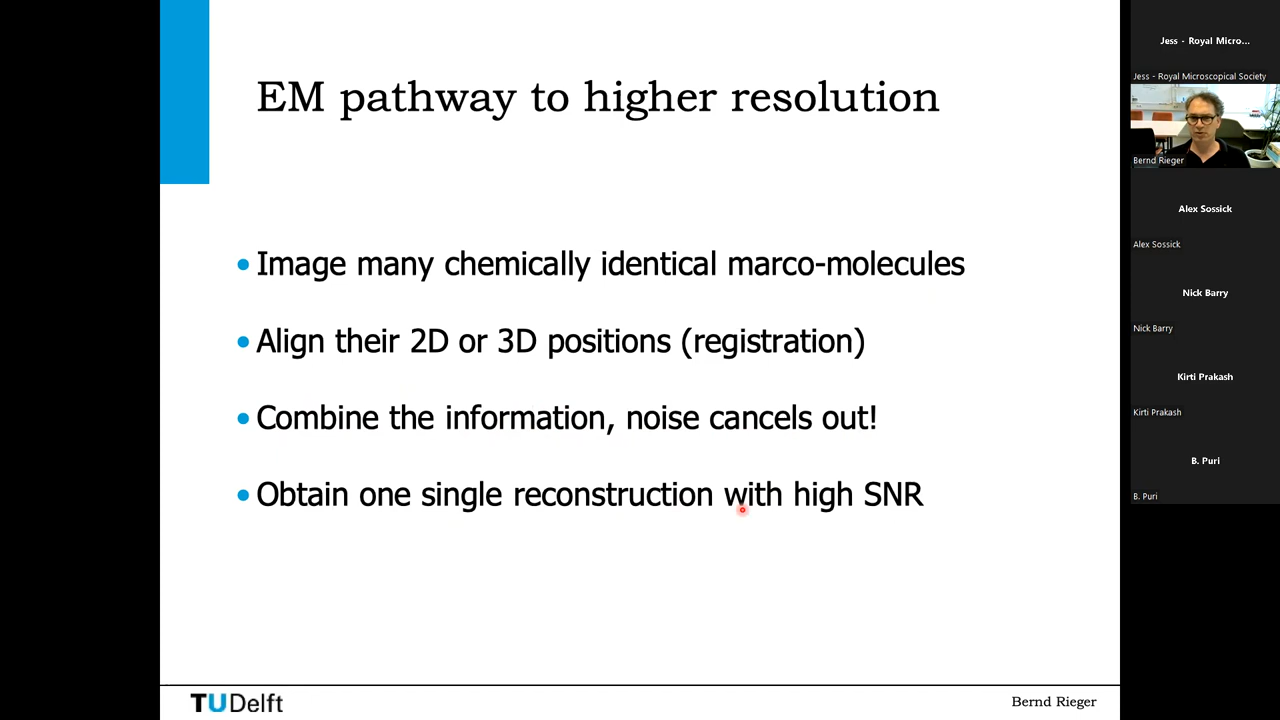 EM pathway to higher resolution
• Image many chemically identical marco-molecules
• Align their 2D or 3D positions (registration)
• Combine the information, noise cancels out!
• Obtain one single reconstruction with high SNR
TUDelft
Bernd Rieger
Jess - Royal Micro...
Jess - Royal Microscopical Society
Bernd Rieger
Alex Sossick
Alex Sossick
Nick Barry
Nick Barry
Kirti Prakash
Kirti Prakash
B. Puri
B. Puri